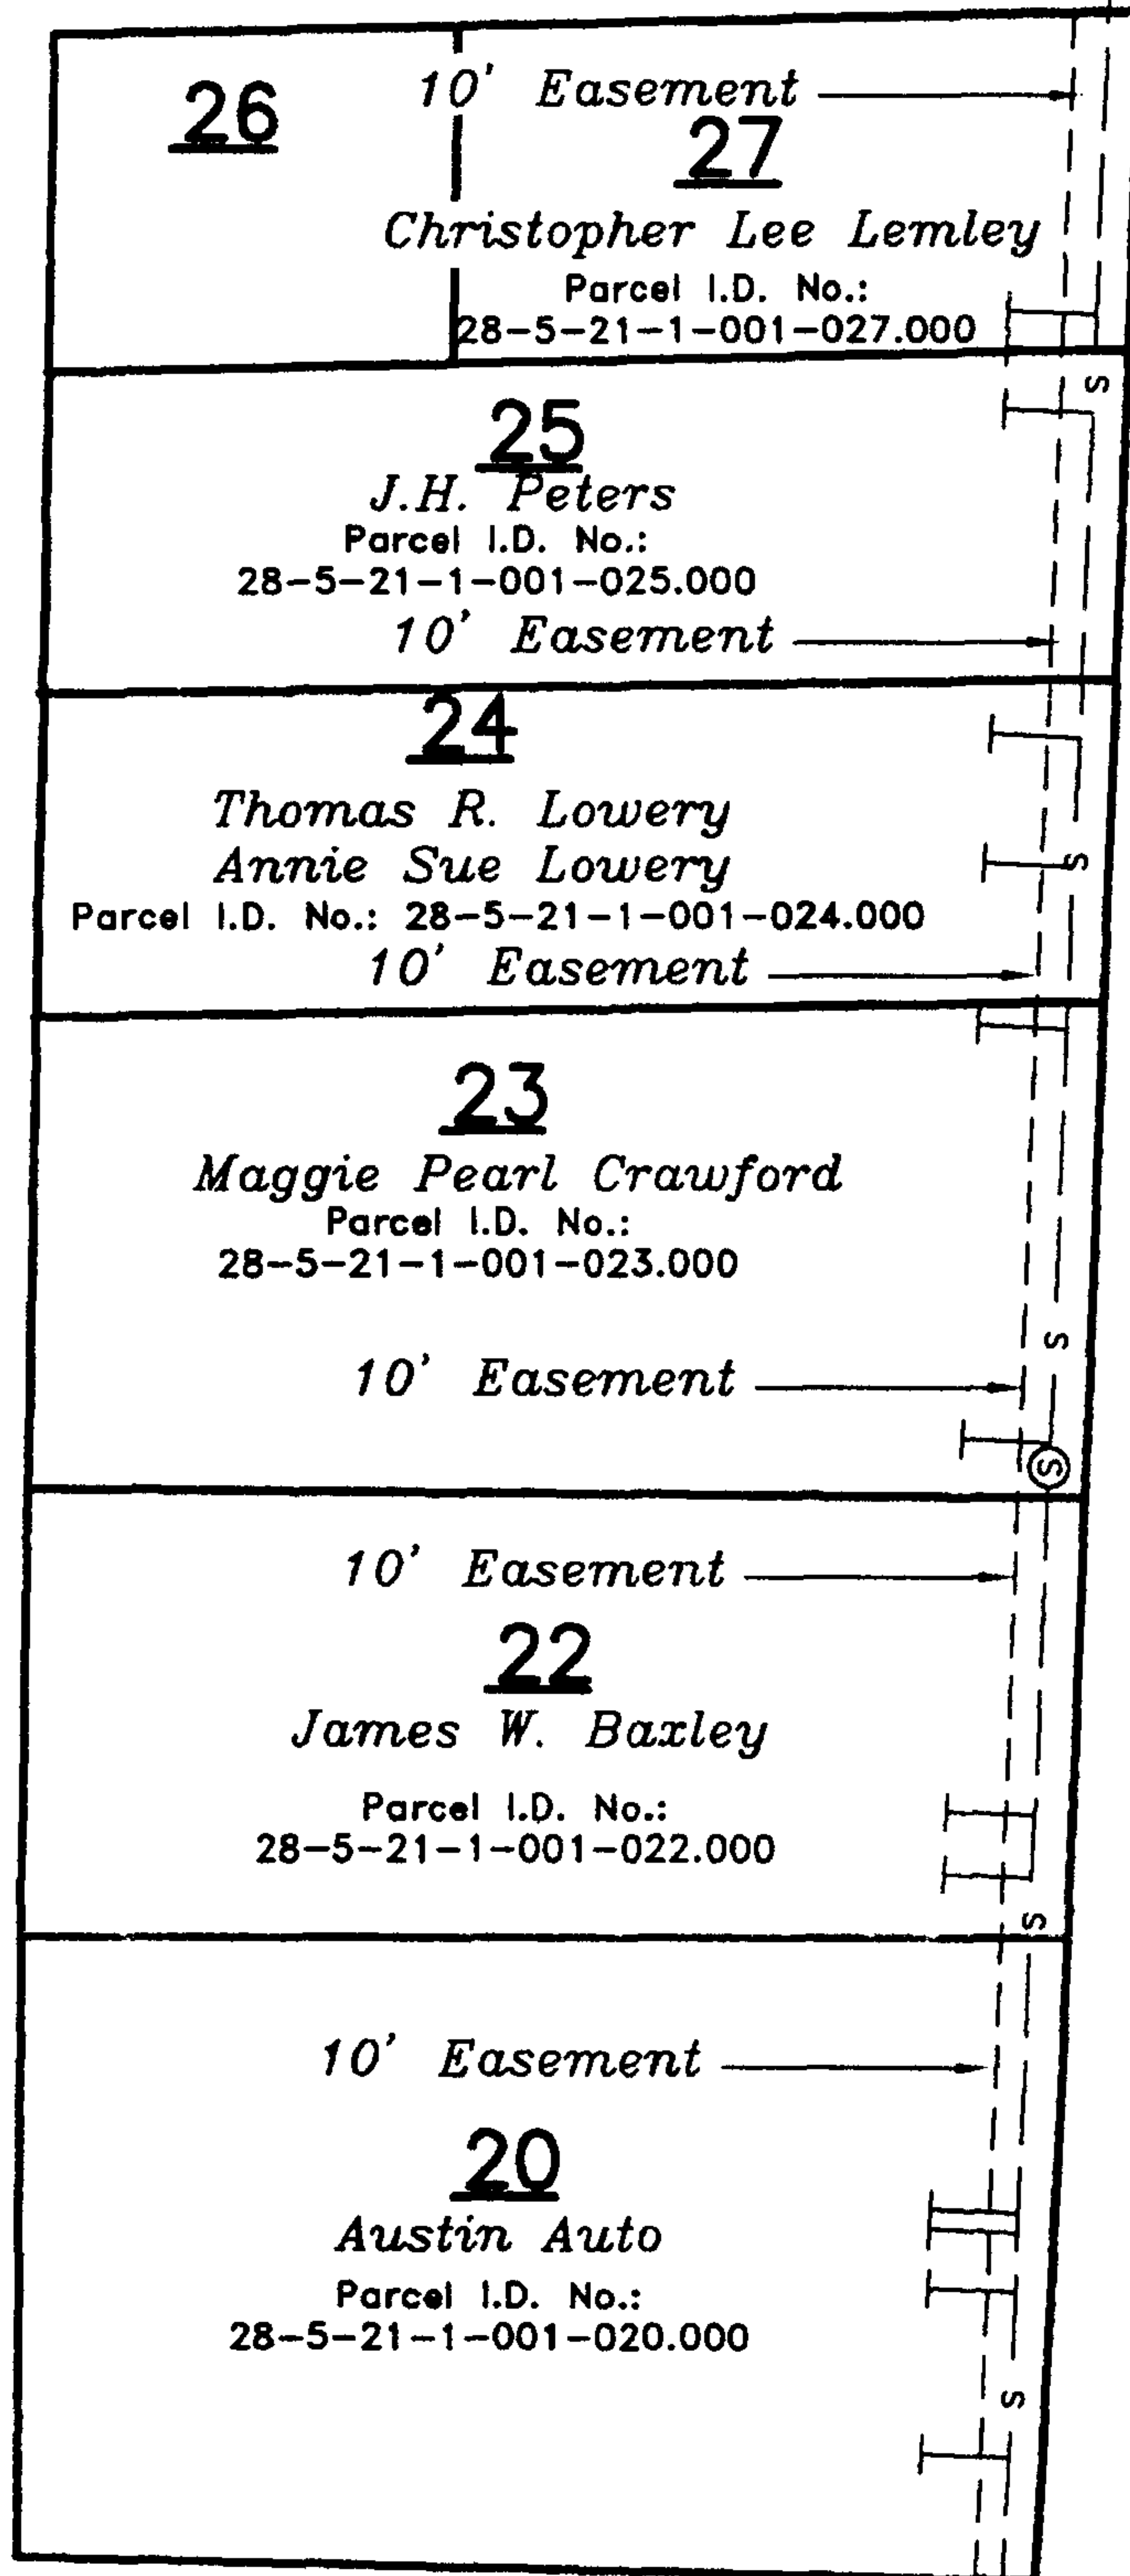 26
10' Easement
27
Christopher Lee Lemley
Parcel I.D. No.:
28-5-21-1-001-027.000
S
25
J.H. Peters
Parcel I.D. No.:
28-5-21-1-001-025.000
10' Easement
24
Thomas R. Lowery
Annie Sue Lowery
S
Parcel I.D. No.: 28-5-21-1-001-024.000
10' Easement
23
Maggie Pearl Crawford
Parcel I.D. No.:
28-5-21-1-001-023.000
S
10' Easement
S
10' Easement
22
James W. Baxley
Parcel I.D. No.:
28-5-21-1-001-022.000
S
10' Easement
20
Austin Auto
Parcel I.D. No.:
28-5-21-1-001-020.000
S